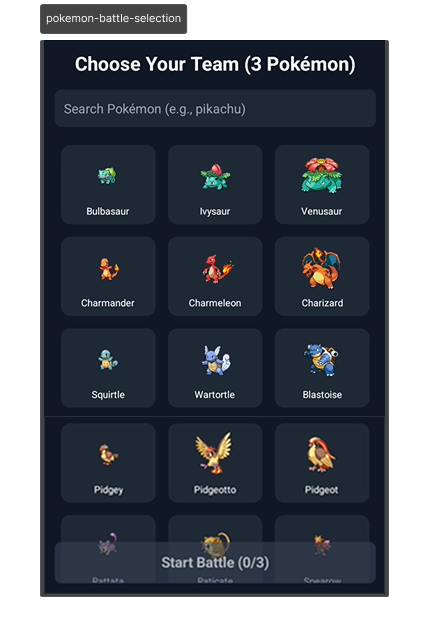 pokemon-battle-selection
Choose Your Team (3 Pokémon)
Search Pokémon (e.g., pikachu)
Bulbasaur
Ivysaur
Venusaur
Charmander
Charmeleon
Charizard
Squirtle
Wartortle
Blastoise
Pidgey
Pidgeotto
Pidgeot
Start Battle (0/3)
Rattata
Raticate
Spearow